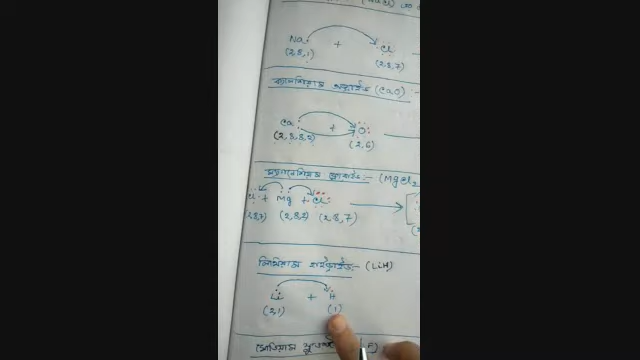 Na + Cl
(2,8,1) (2,8,7)
ক্যালশিয়াম অক্সাইড (CaO) :-
Ca + O
(2,8,8,2) (2,6)
ম্যাগনেশিয়াম ক্লোরাইড:- (MgCl2
Cl + Mg + Cl
2,8,7) (2,8,2) (2,8,7)
লিথিয়াম হাইড্রাইড:- (LiH)
Li + H
(2,1) (1)